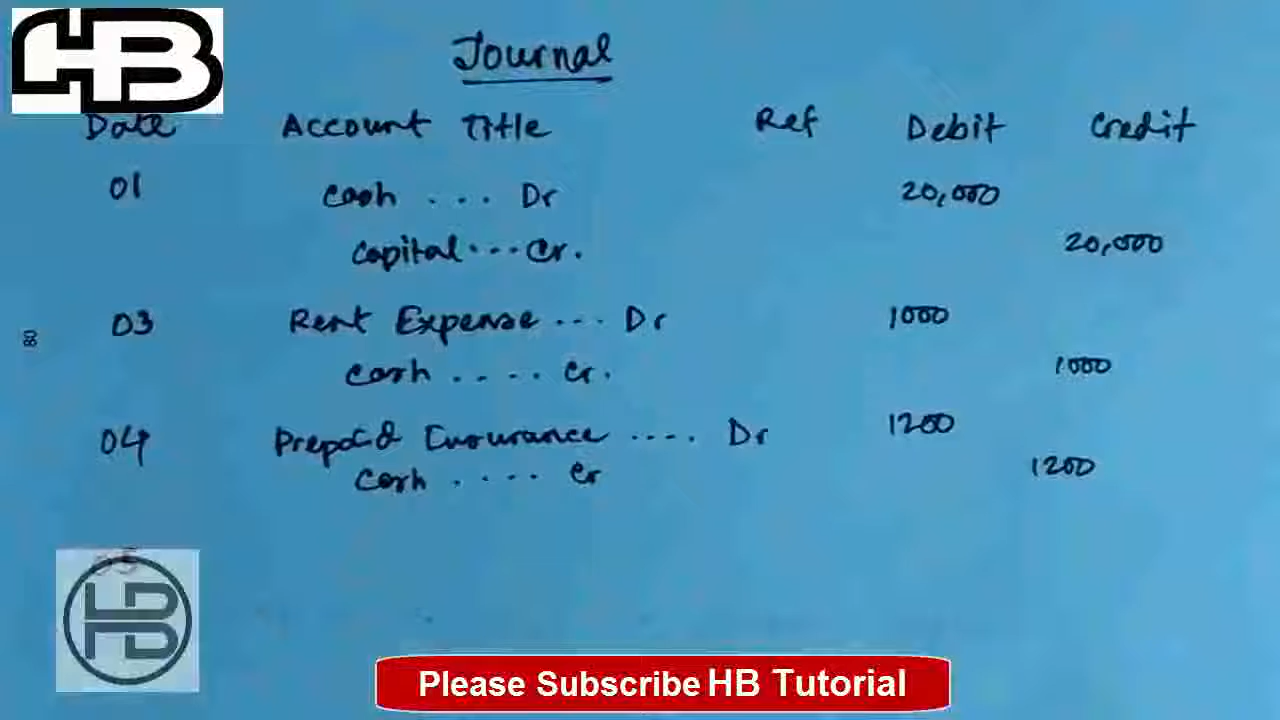 HB
Journal
Date Account Title Ref Debit Credit
01 Cash .... Dr 20,000
Capital .... Cr. 20,000
03 Rent Expense ... Dr 1000
Cash .... Cr. 1000
04 Prepaid Insurance .... Dr 1200
Cash .... Cr 1200
80
05
HB
Please Subscribe HB Tutorial